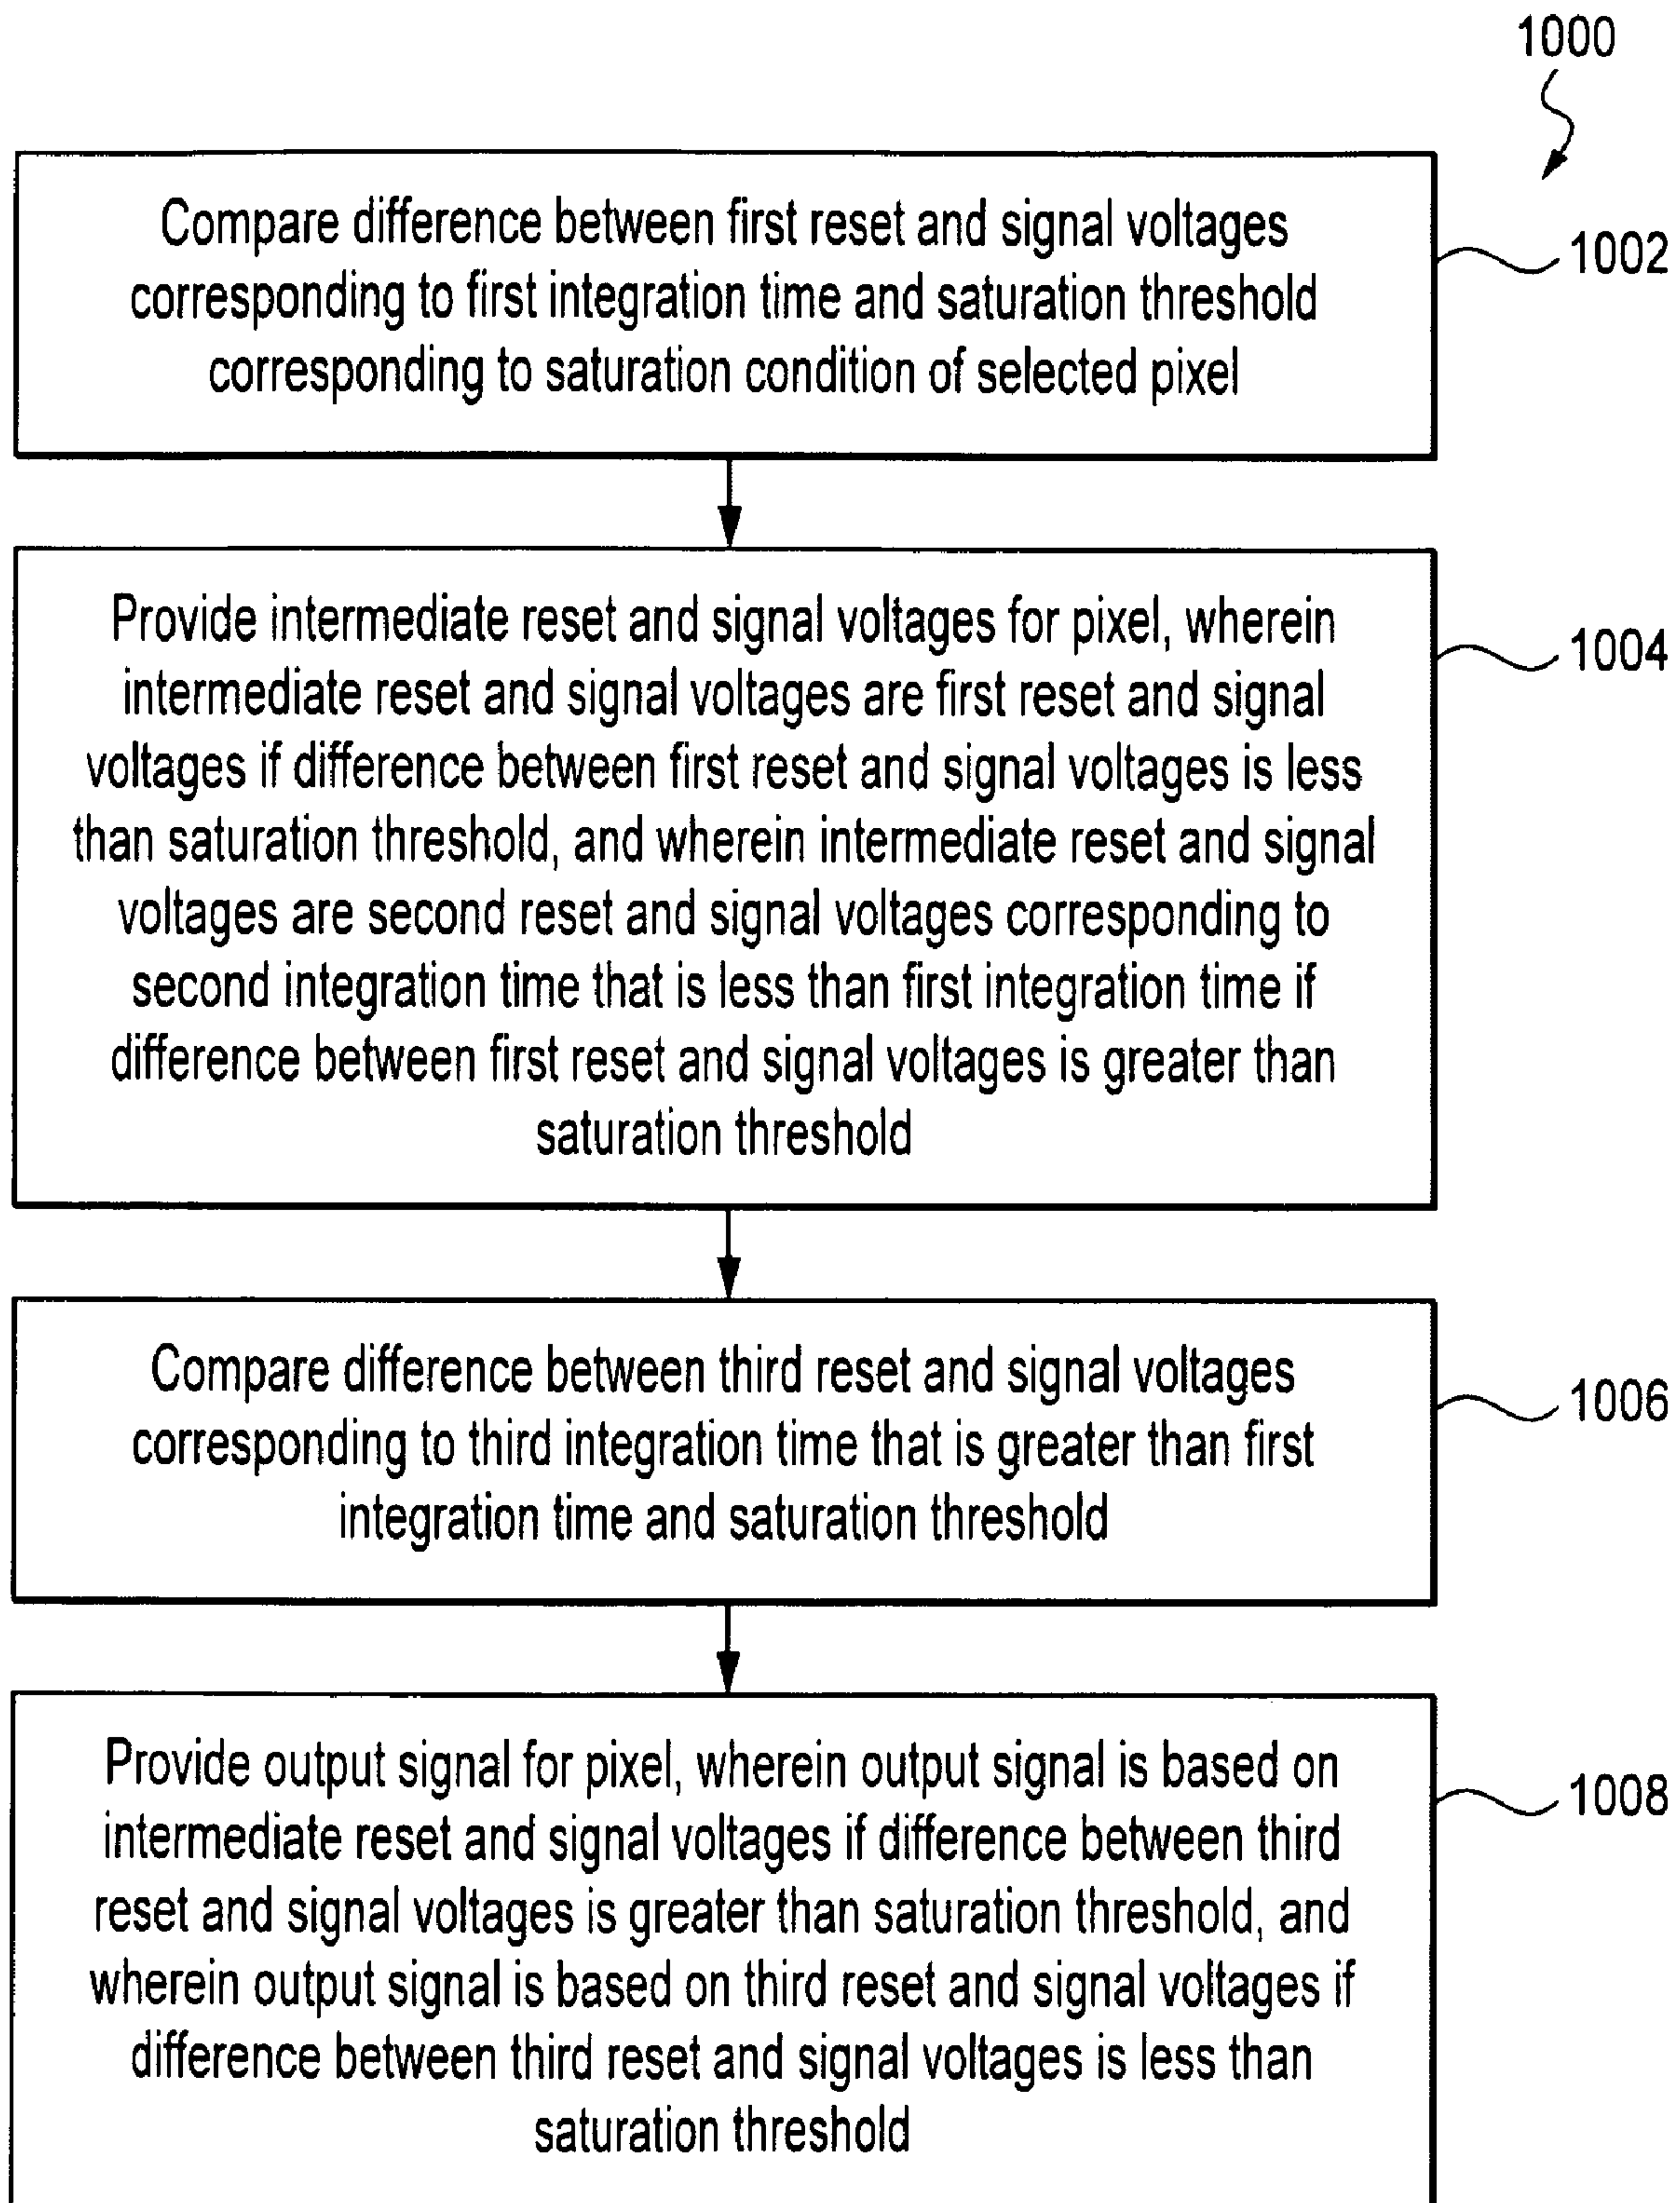 1000
Compare difference between first reset and signal voltages
corresponding to first integration time and saturation threshold
corresponding to saturation condition of selected pixel
1002
Provide intermediate reset and signal voltages for pixel, wherein
intermediate reset and signal voltages are first reset and signal
voltages if difference between first reset and signal voltages is less
than saturation threshold, and wherein intermediate reset and signal
voltages are second reset and signal voltages corresponding to
second integration time that is less than first integration time if
difference between first reset and signal voltages is greater than
saturation threshold
1004
Compare difference between third reset and signal voltages
corresponding to third integration time that is greater than first
integration time and saturation threshold
1006
Provide output signal for pixel, wherein output signal is based on
intermediate reset and signal voltages if difference between third
reset and signal voltages is greater than saturation threshold, and
wherein output signal is based on third reset and signal voltages if
difference between third reset and signal voltages is less than
saturation threshold
1008